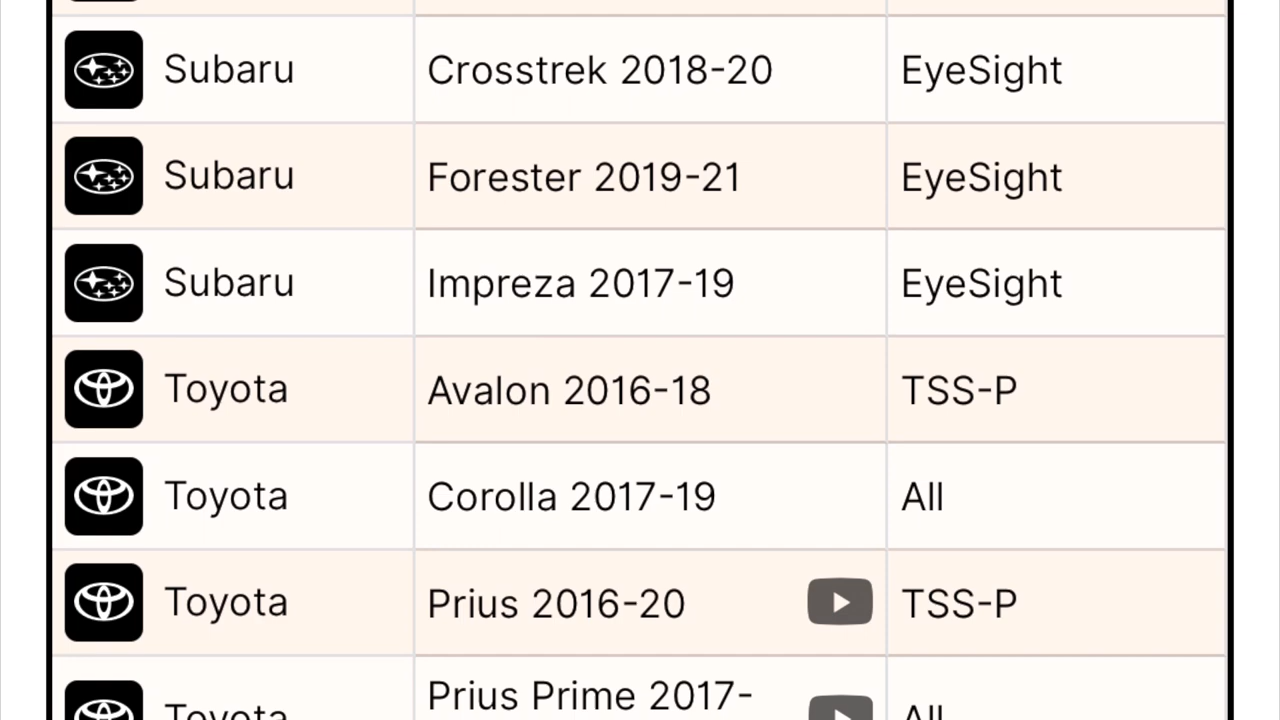 Subaru Crosstrek 2018-20 EyeSight
Subaru Forester 2019-21 EyeSight
Subaru Impreza 2017-19 EyeSight
Toyota Avalon 2016-18 TSS-P
Toyota Corolla 2017-19 All
Toyota Prius 2016-20 TSS-P
Prius Prime 2017-
Toyota All